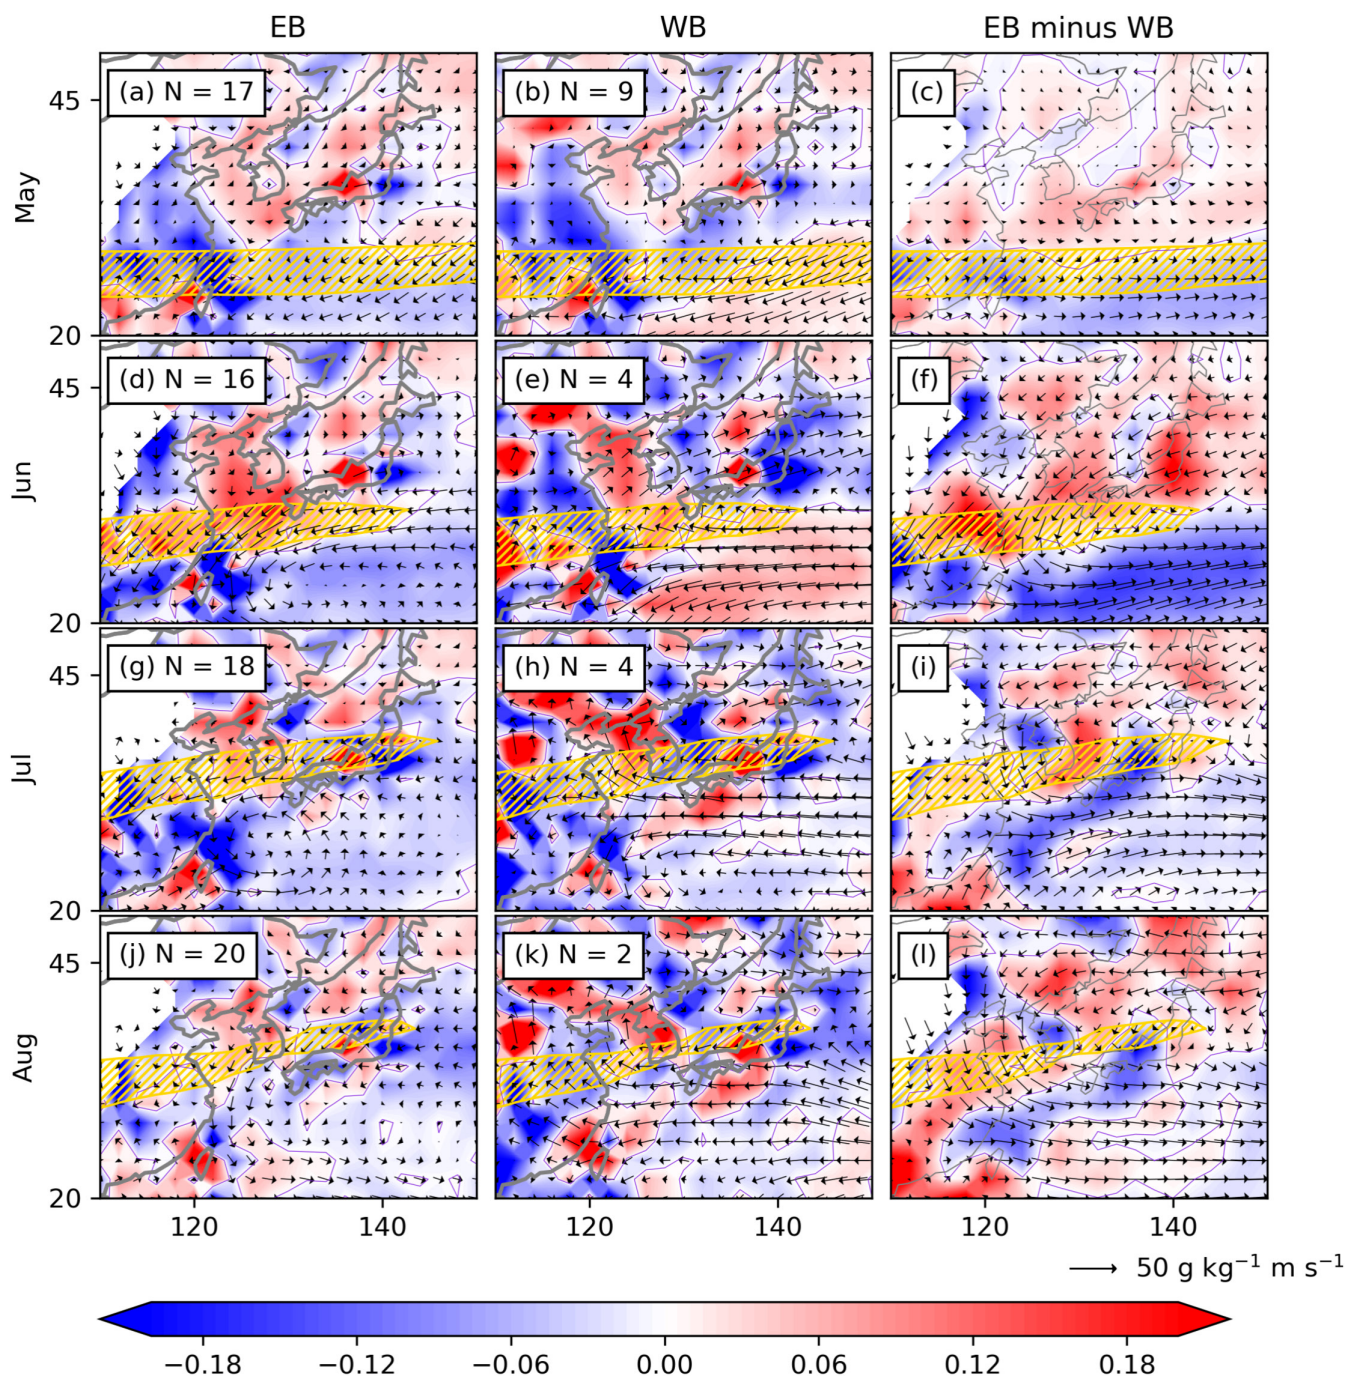 EB WB EB minus WB
(a) N = 17 (b) N = 9 (c)
45
May
20
(d) N = 16 (e) N = 4 (f)
45
Jun
20
(g) N = 18 (h) N = 4 (i)
45
Jul
20
(j) N = 20 (k) N = 2 (l)
45
Aug
20
120 140 120 140 120 140
50 g kg⁻¹ m s⁻¹
−0.18 −0.12 −0.06 0.00 0.06 0.12 0.18